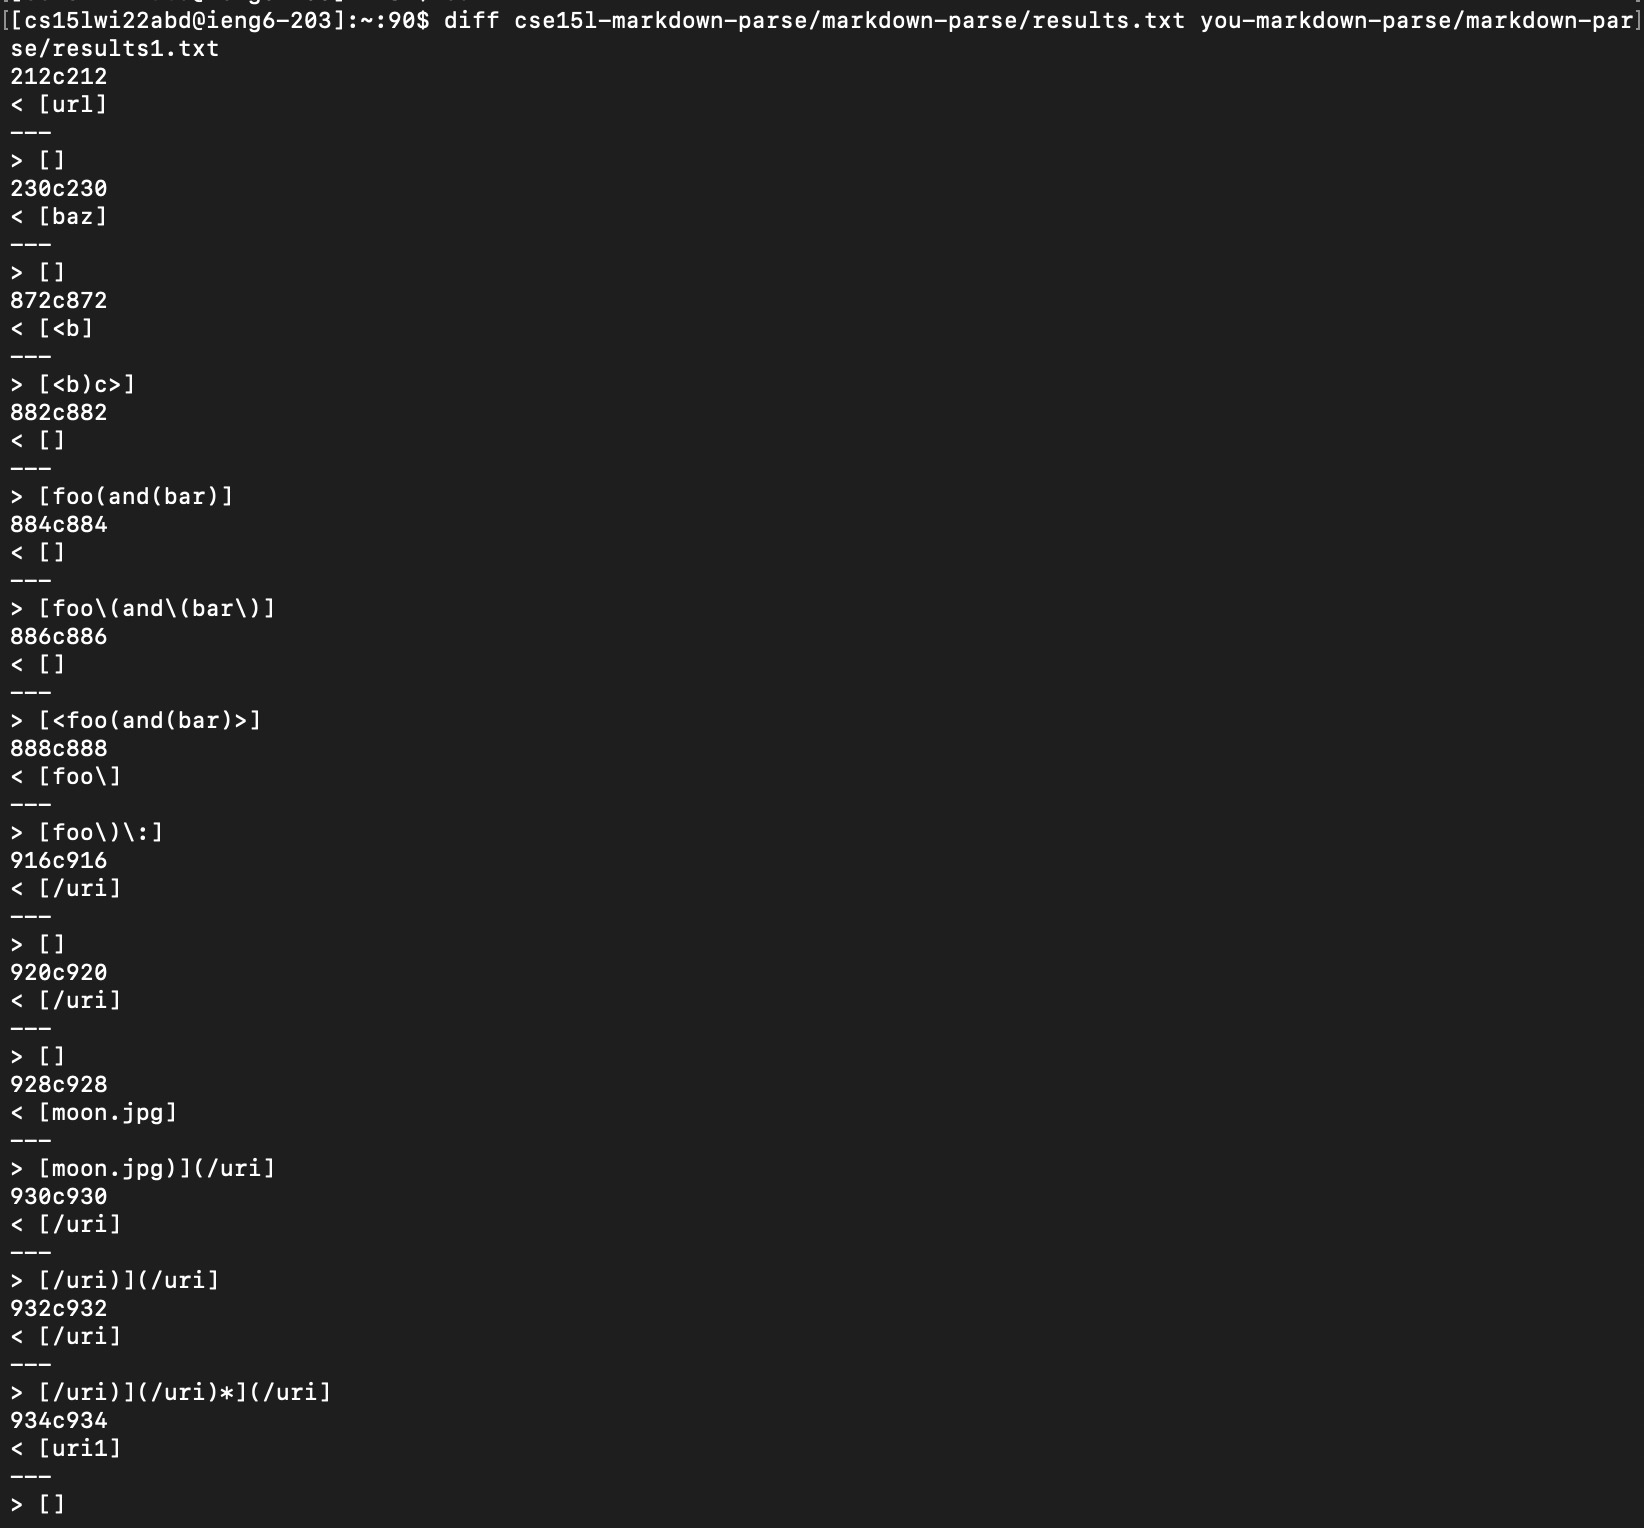 [[cs15lwi22abd@ieng6-203]:~:90$ diff cse15l-markdown-parse/markdown-parse/results.txt you-markdown-parse/markdown-par]
se/results1.txt
212c212
< [url]
---
> []
230c230
< [baz]
---
> []
872c872
< [<b]
---
> [<b)c>]
882c882
< []
---
> [foo(and(bar)]
884c884
< []
---
> [foo\(and\(bar\)]
886c886
< []
---
> [<foo(and(bar)>]
888c888
< [foo\]
---
> [foo\)\:]
916c916
< [/uri]
---
> []
920c920
< [/uri]
---
> []
928c928
< [moon.jpg]
---
> [moon.jpg)](/uri]
930c930
< [/uri]
---
> [/uri)](/uri]
932c932
< [/uri]
---
> [/uri)](/uri)*](/uri]
934c934
< [uri1]
---
> []